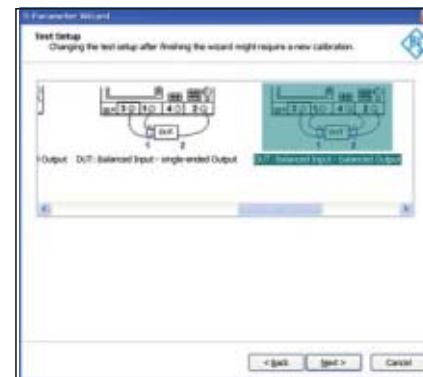 S-Parameter Wizard
Test Setup
Changing the test setup after finishing the wizard might require a new calibration.
DUT
1 2
DUT
1 2
d Output
DUT: Balanced Input - single-ended Output
DUT: Balanced Input - balanced Output
< Back
Next >
Cancel